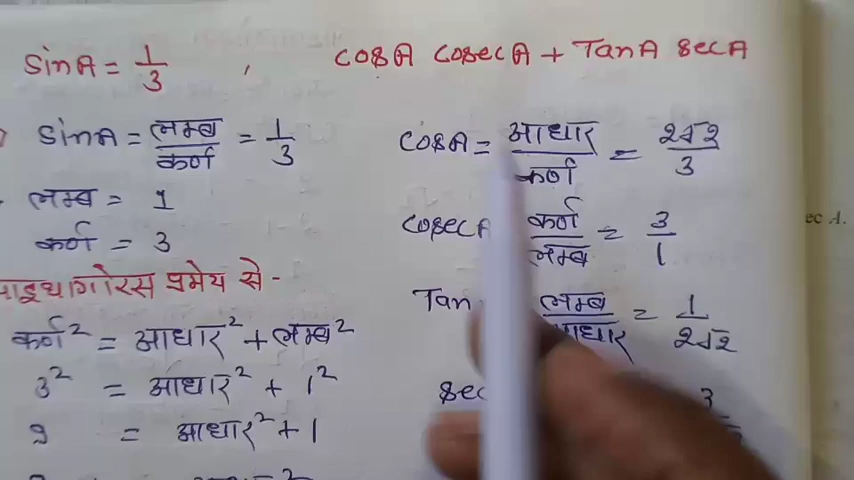 sinA = 1/3 , cosA cosecA + TanA secA
sinA = लम्ब/कर्ण = 1/3
लम्ब = 1
कर्ण = 3
पाइथागोरस प्रमेय से -
कर्ण² = आधार² + लम्ब²
3² = आधार² + 1²
9 = आधार² + 1
cosA = आधार/कर्ण = 2√2/3
cosecA कर्ण/लम्ब = 3/1
Tan लम्ब/आधार = 1/2√2
sec 3
ec A.